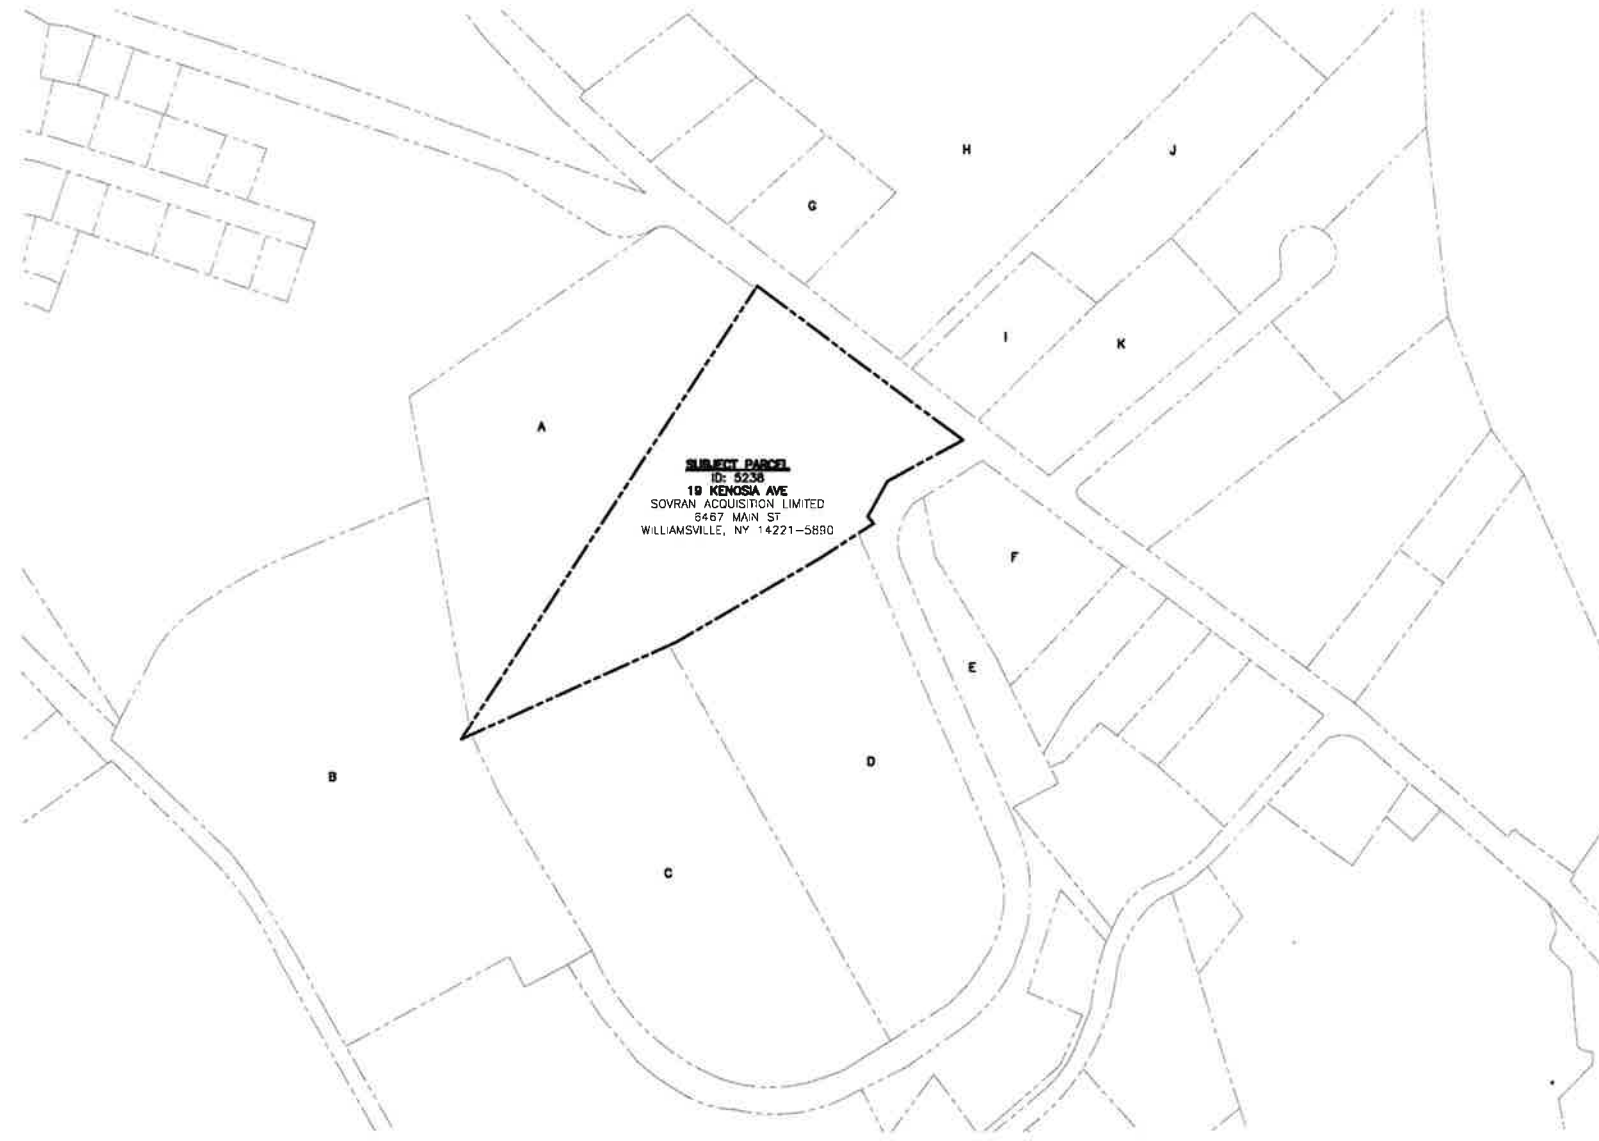 H
J
G
I
K
A
SUBJECT PARCEL
ID: 5238
19 KENOSIA AVE
SOVRAN ACQUISITION LIMITED
6467 MAIN ST
WILLIAMSVILLE, NY 14221-5890
F
E
D
B
C